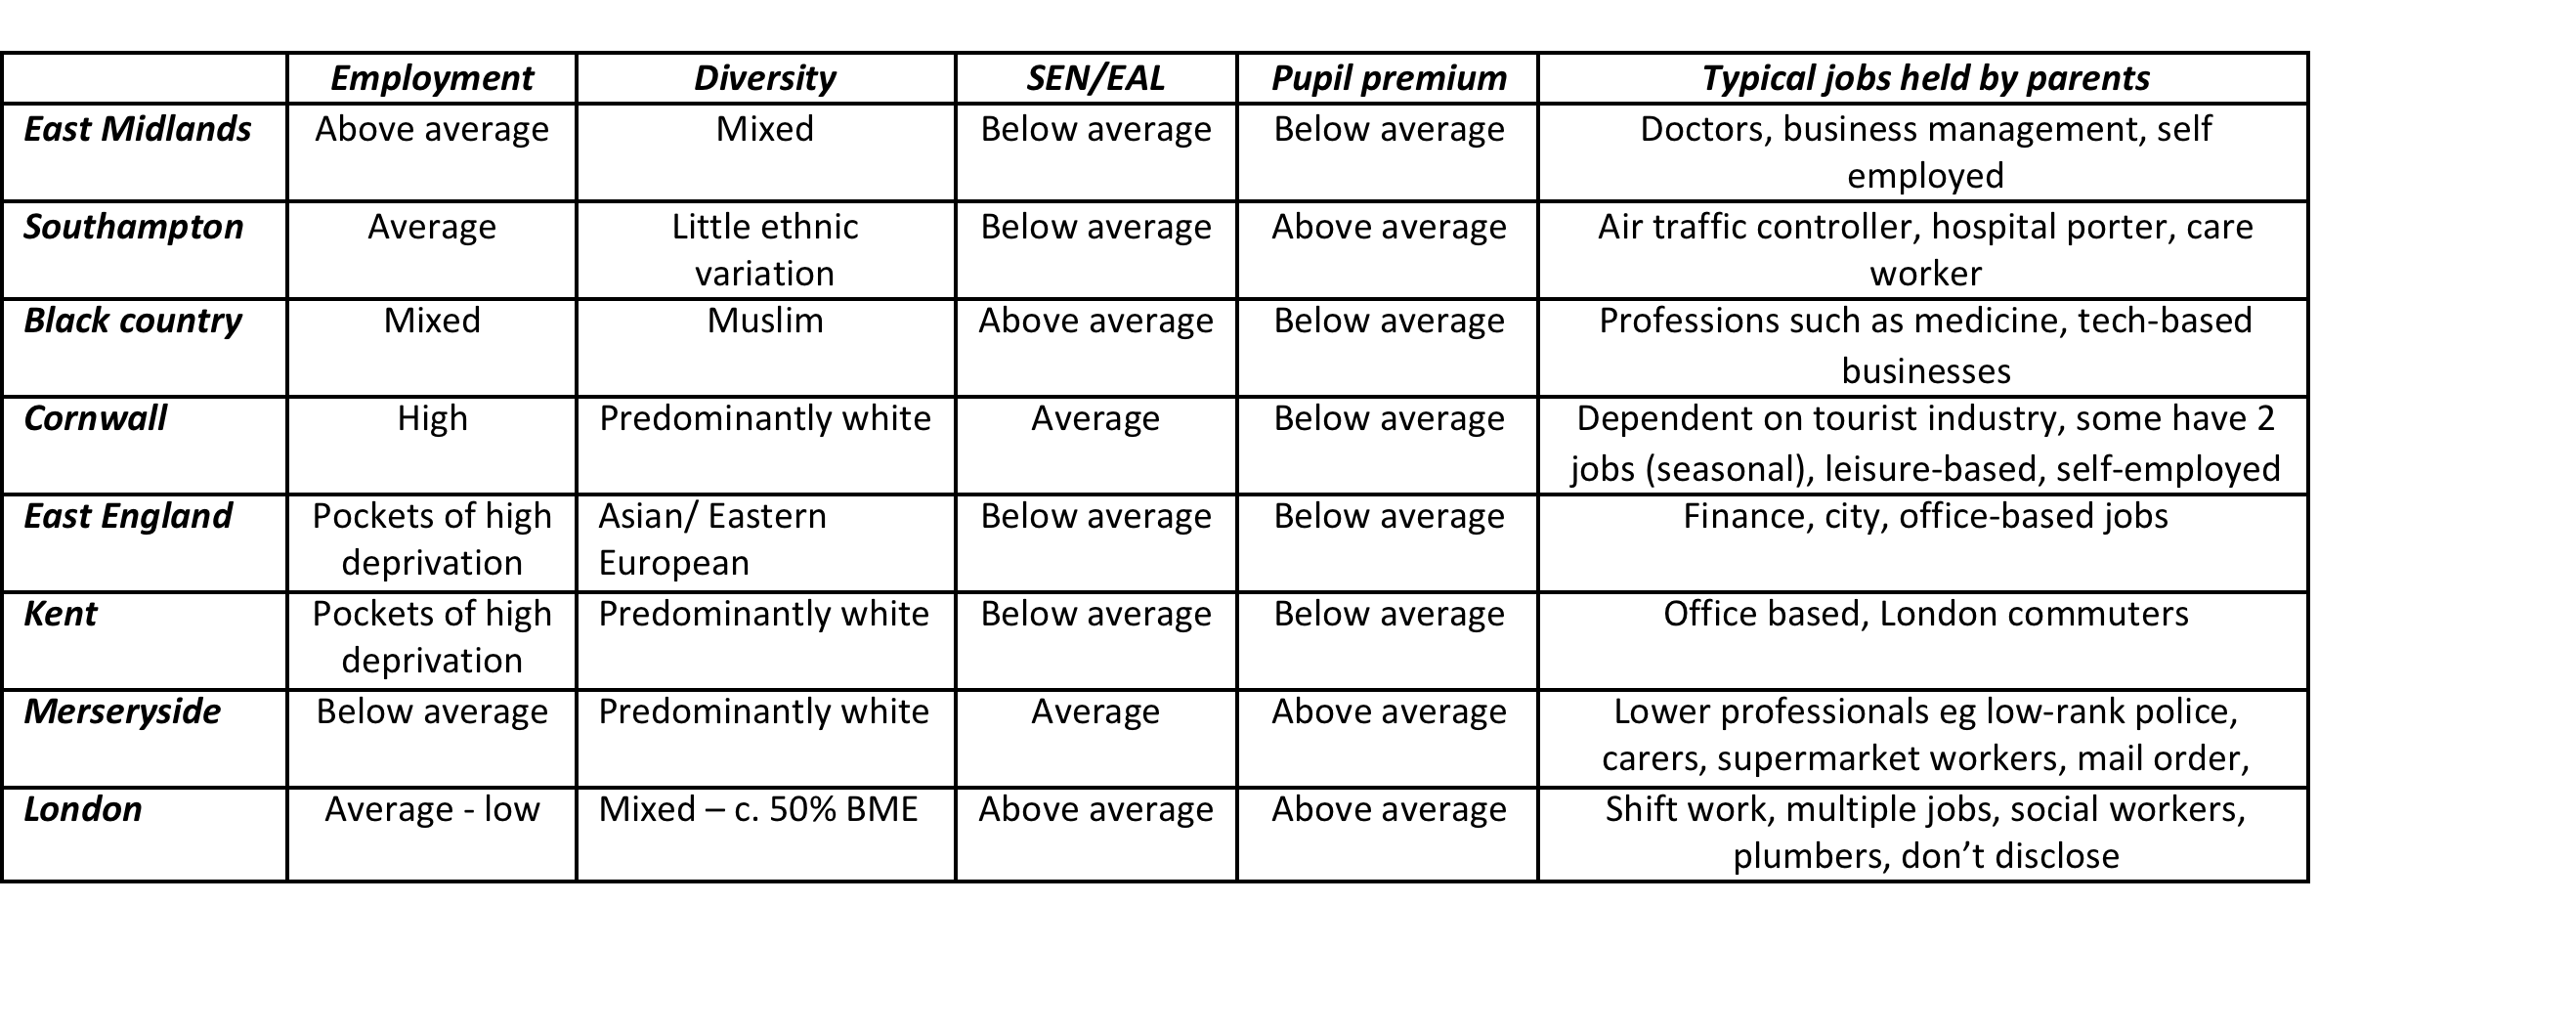 Employment Diversity SEN/EAL Pupil premium Typical jobs held by parents
East Midlands Above average Mixed Below average Below average Doctors, business management, self
employed
Southampton Average Little ethnic Below average Above average Air traffic controller, hospital porter, care
variation worker
Black country Mixed Muslim Above average Below average Professions such as medicine, tech-based
businesses
Cornwall High Predominantly white Average Below average Dependent on tourist industry, some have 2
jobs (seasonal), leisure-based, self-employed
East England Pockets of high Asian/ Eastern Below average Below average Finance, city, office-based jobs
deprivation European
Kent Pockets of high Predominantly white Below average Below average Office based, London commuters
deprivation
Merseryside Below average Predominantly white Average Above average Lower professionals eg low-rank police,
carers, supermarket workers, mail order,
London Average - low Mixed – c. 50% BME Above average Above average Shift work, multiple jobs, social workers,
plumbers, don’t disclose